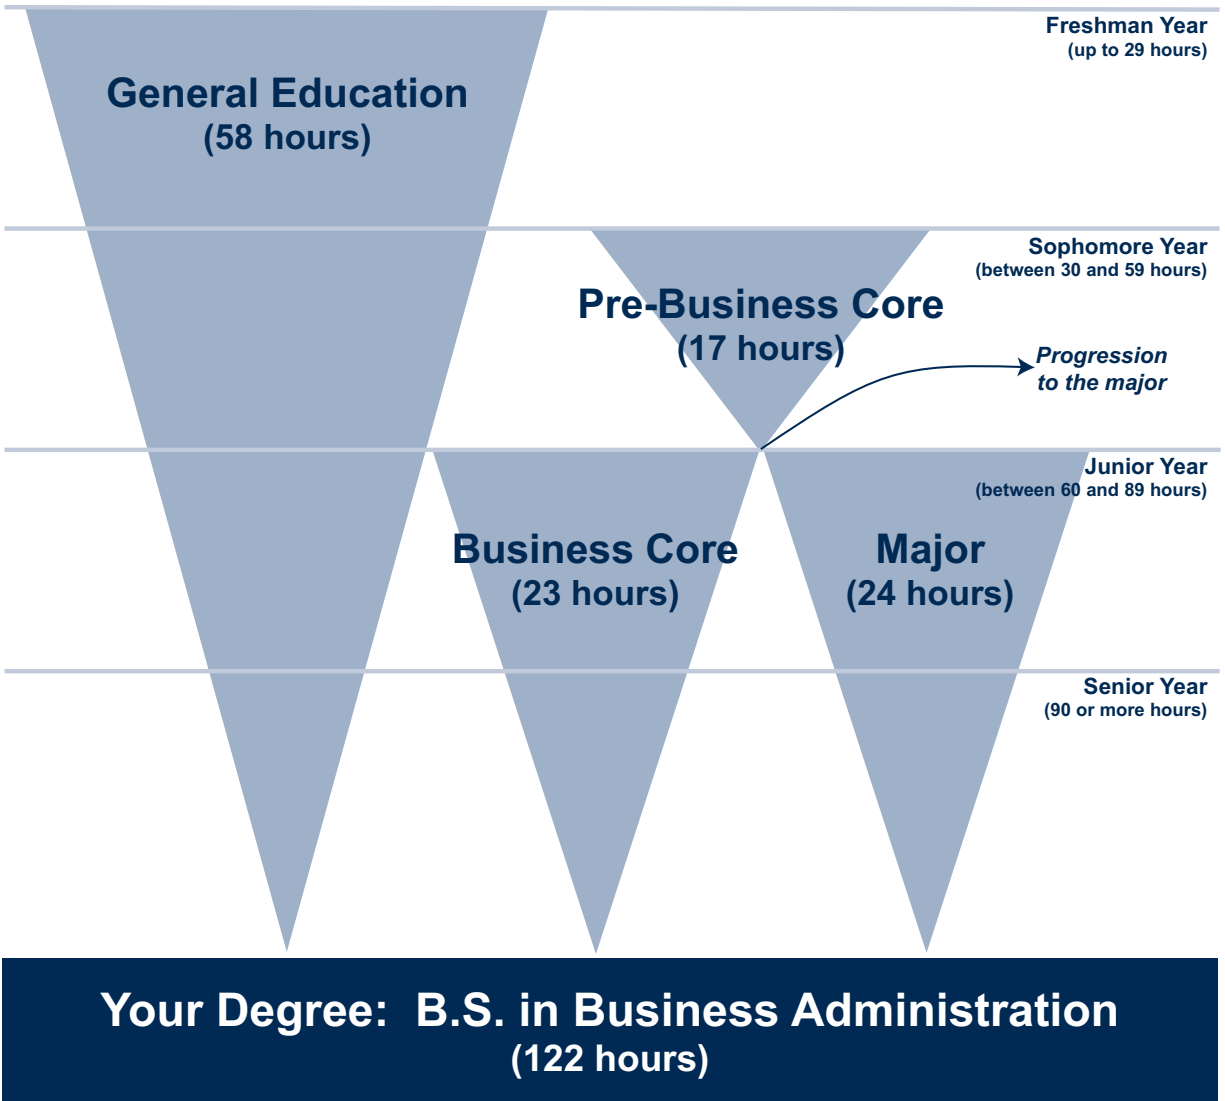 Freshman Year
(up to 29 hours)
General Education
(58 hours)
Sophomore Year
(between 30 and 59 hours)
Pre-Business Core
(17 hours)
Progression
to the major
Junior Year
(between 60 and 89 hours)
Business Core
(23 hours)
Major
(24 hours)
Senior Year
(90 or more hours)
Your Degree:  B.S. in Business Administration
(122 hours)